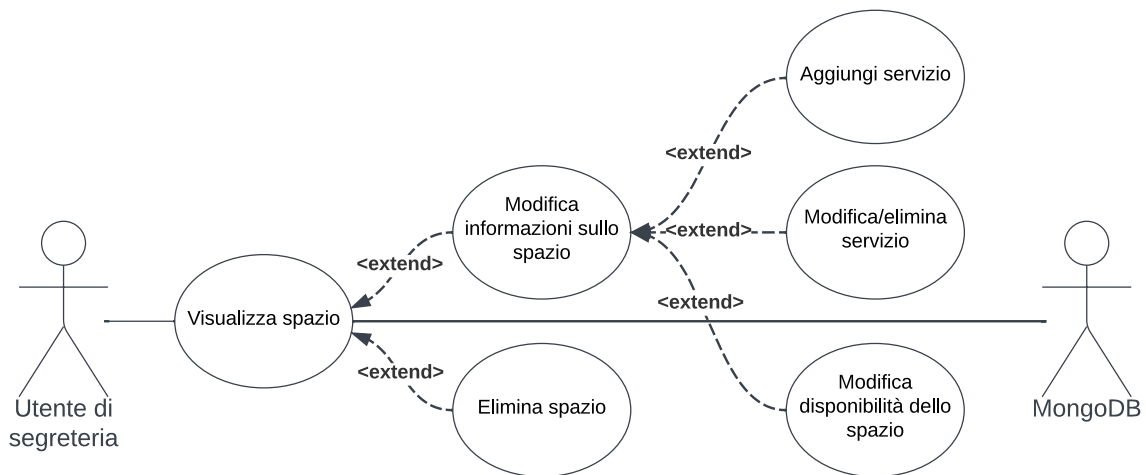 Aggiungi servizio
<extend>
Modifica
informazioni sullo
spazio
<extend>
Modifica/elimina
servizio
<extend>
<extend>
Visualizza spazio
<extend>
Elimina spazio
Modifica
disponibilità dello
spazio
Utente di
segreteria
MongoDB